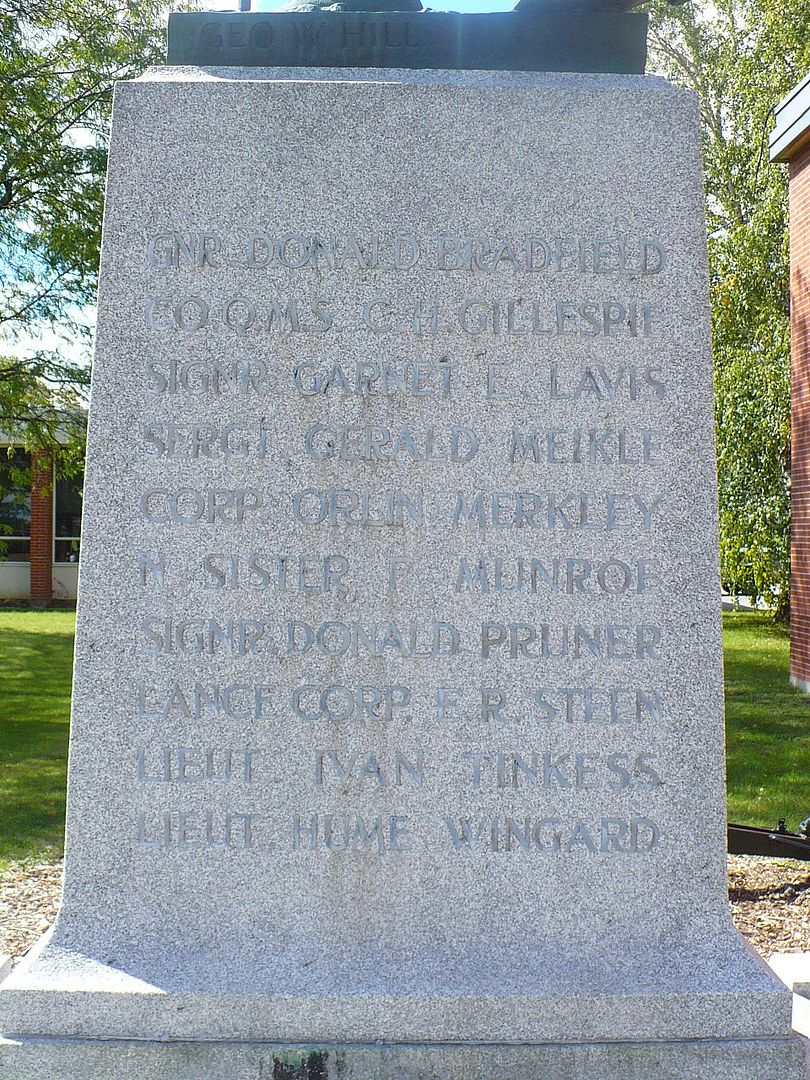 GEO W. HILL
GNR. DONALD BRADFIELD
CO Q.M.S. C.H. GILLESPIE
SIGNR. GARNET E. LAVIS
SERGT. GERALD MEIKLE
CORP. ORLIN MERKLEY
N. SISTER F. MUNROE
SIGNR. DONALD PRUNER
LANCE CORP. E.R. STEEN
LIEUT. IVAN TINKESS
LIEUT. HUME WINGARD